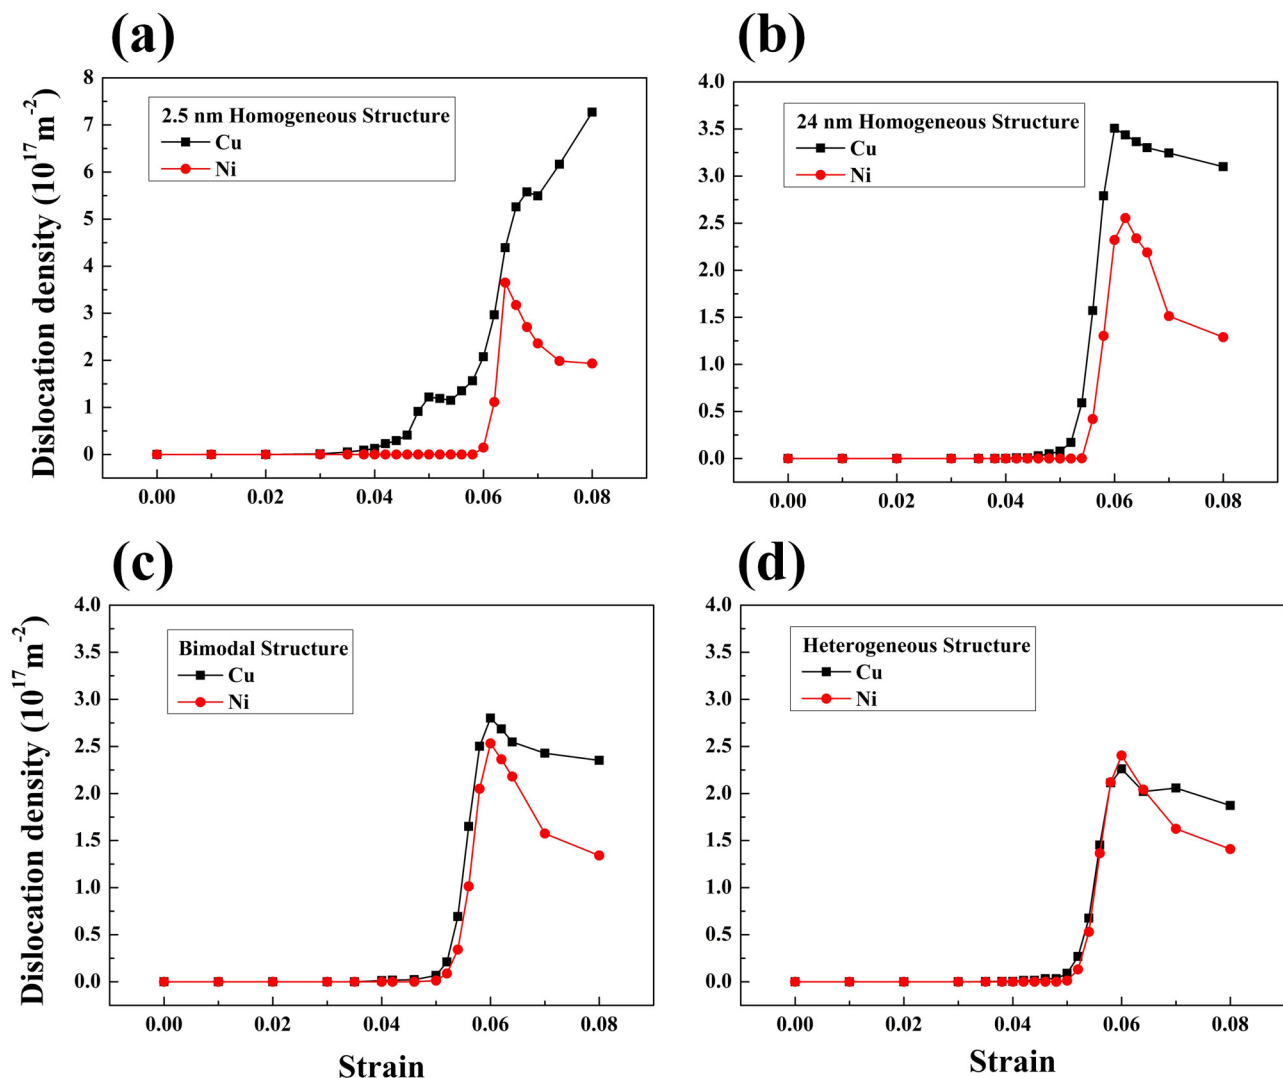 (a)
Dislocation density (10^17 m^-2)
8
7
6
5
4
3
2
1
0
2.5 nm Homogeneous Structure
Cu
Ni
0.00 0.02 0.04 0.06 0.08
(b)
4.0
3.5
3.0
2.5
2.0
1.5
1.0
0.5
0.0
24 nm Homogeneous Structure
Cu
Ni
0.00 0.02 0.04 0.06 0.08
(c)
Dislocation density (10^17 m^-2)
4.0
3.5
3.0
2.5
2.0
1.5
1.0
0.5
0.0
Bimodal Structure
Cu
Ni
0.00 0.02 0.04 0.06 0.08
Strain
(d)
4.0
3.5
3.0
2.5
2.0
1.5
1.0
0.5
0.0
Heterogeneous Structure
Cu
Ni
0.00 0.02 0.04 0.06 0.08
Strain